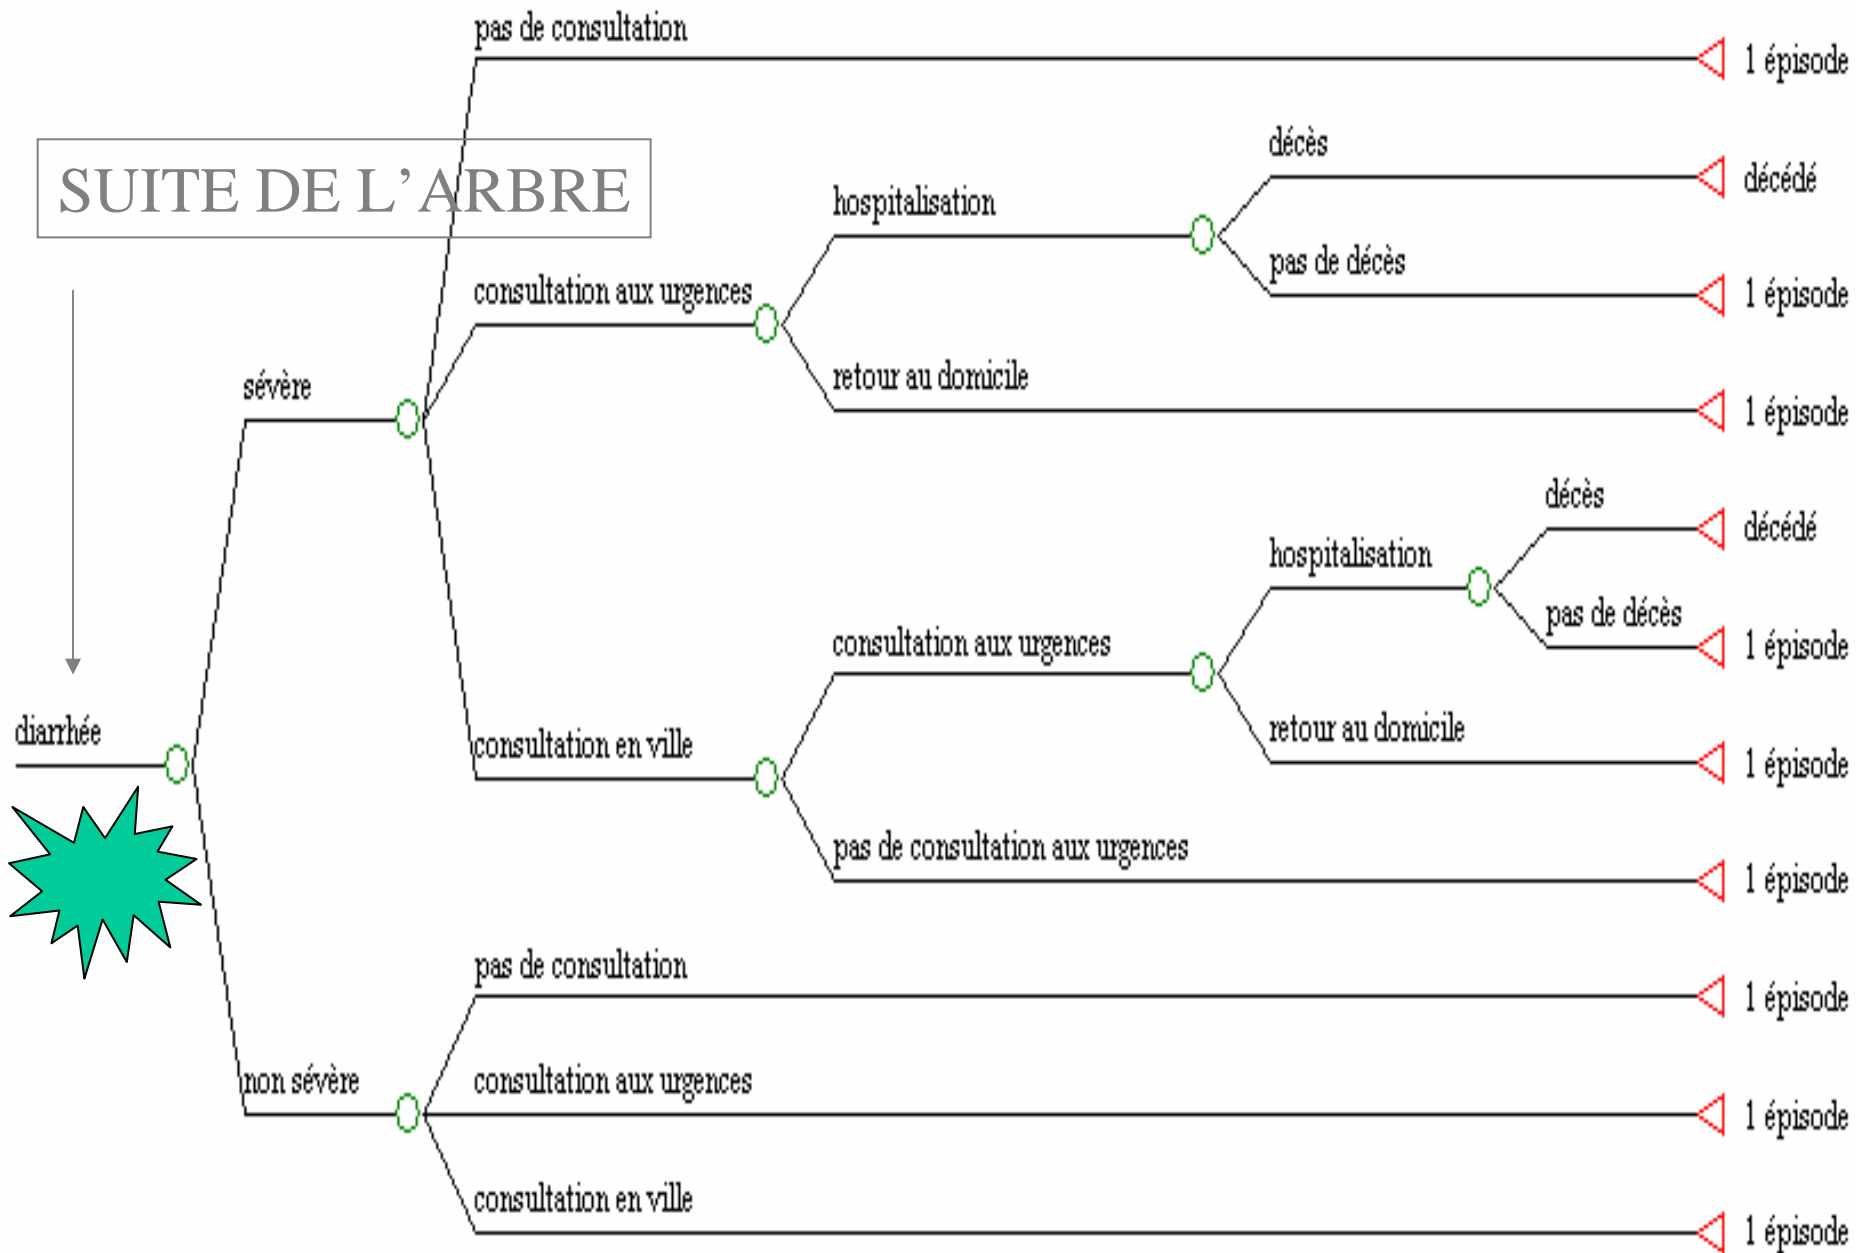 pas de consultation
1 épisode
SUITE DE L’ARBRE
décès
décédé
hospitalisation
pas de décès
1 épisode
consultation aux urgences
retour au domicile
1 épisode
sévère
décès
décédé
hospitalisation
pas de décès
1 épisode
consultation aux urgences
retour au domicile
1 épisode
diarrhée
consultation en ville
pas de consultation aux urgences
1 épisode
pas de consultation
1 épisode
non sévère
consultation aux urgences
1 épisode
consultation en ville
1 épisode